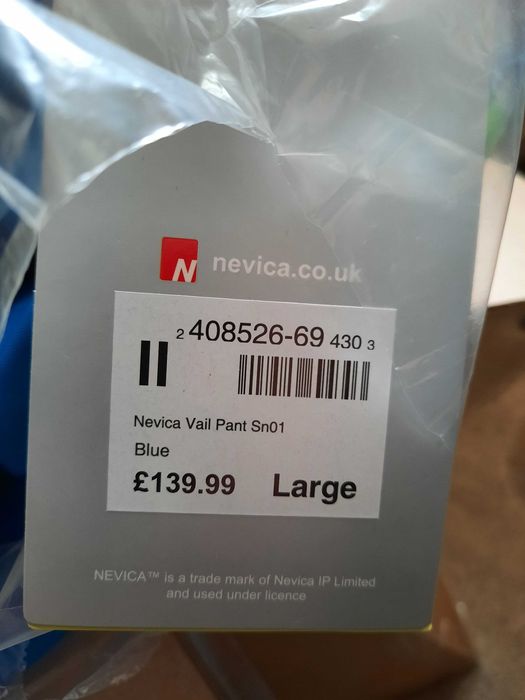 N nevica.co.uk
2 408526-69 430 3
II
Nevica Vail Pant Sn01
Blue
£139.99 Large
NEVICA™ is a trade mark of Nevica IP Limited
and used under licence